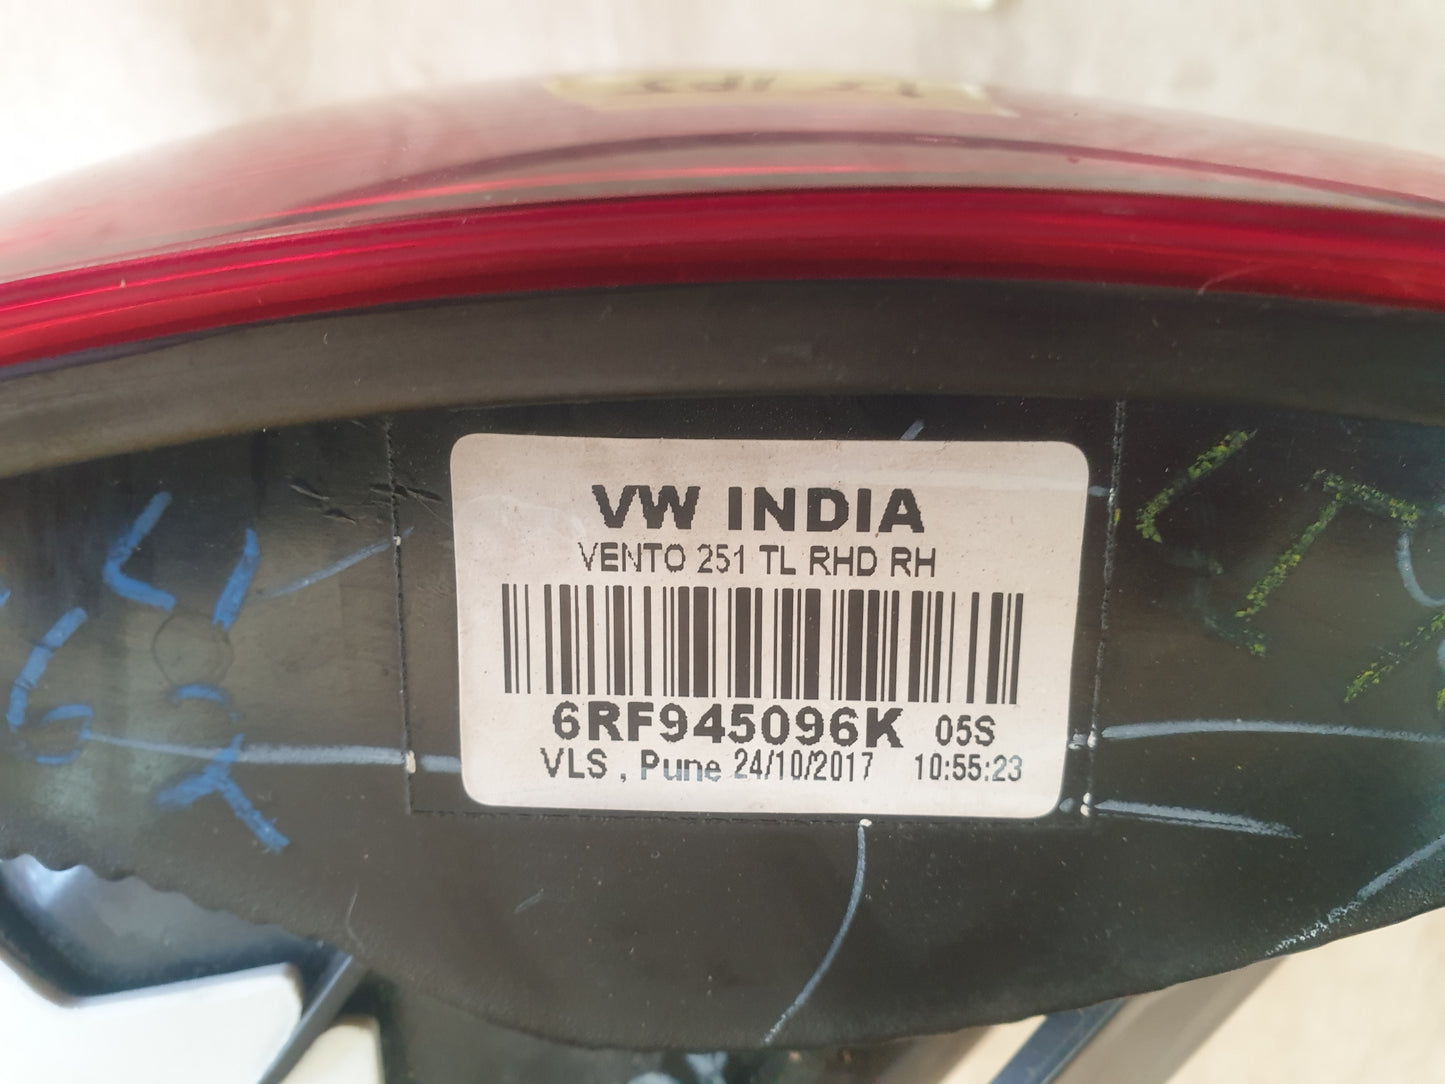 VW INDIA
VENTO 251 TL RHD RH
6RF945096K 05S
VLS , Pune 24/10/2017 10:55:23